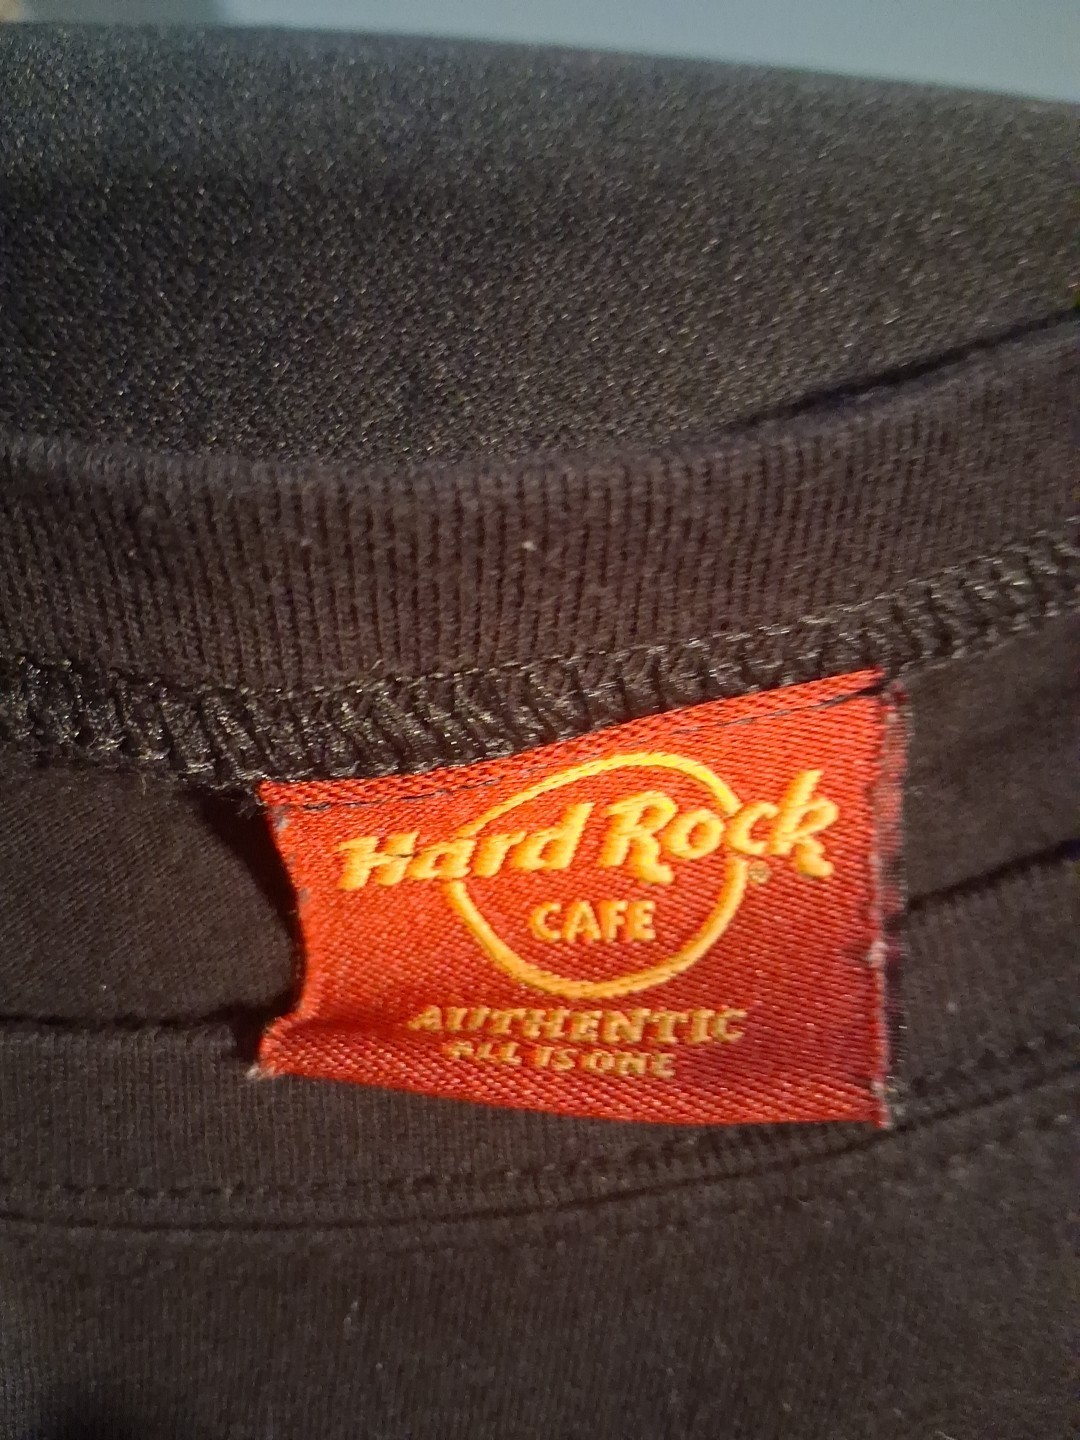 Hard Rock
®
CAFE
AUTHENTIC
ALL IS ONE